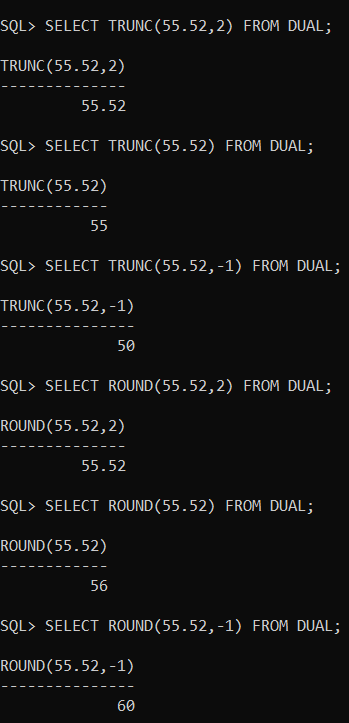 SQL> SELECT TRUNC(55.52,2) FROM DUAL;
TRUNC(55.52,2)
--------------
55.52
SQL> SELECT TRUNC(55.52) FROM DUAL;
TRUNC(55.52)
------------
55
SQL> SELECT TRUNC(55.52,-1) FROM DUAL;
TRUNC(55.52,-1)
---------------
50
SQL> SELECT ROUND(55.52,2) FROM DUAL;
ROUND(55.52,2)
--------------
55.52
SQL> SELECT ROUND(55.52) FROM DUAL;
ROUND(55.52)
------------
56
SQL> SELECT ROUND(55.52,-1) FROM DUAL;
ROUND(55.52,-1)
---------------
60